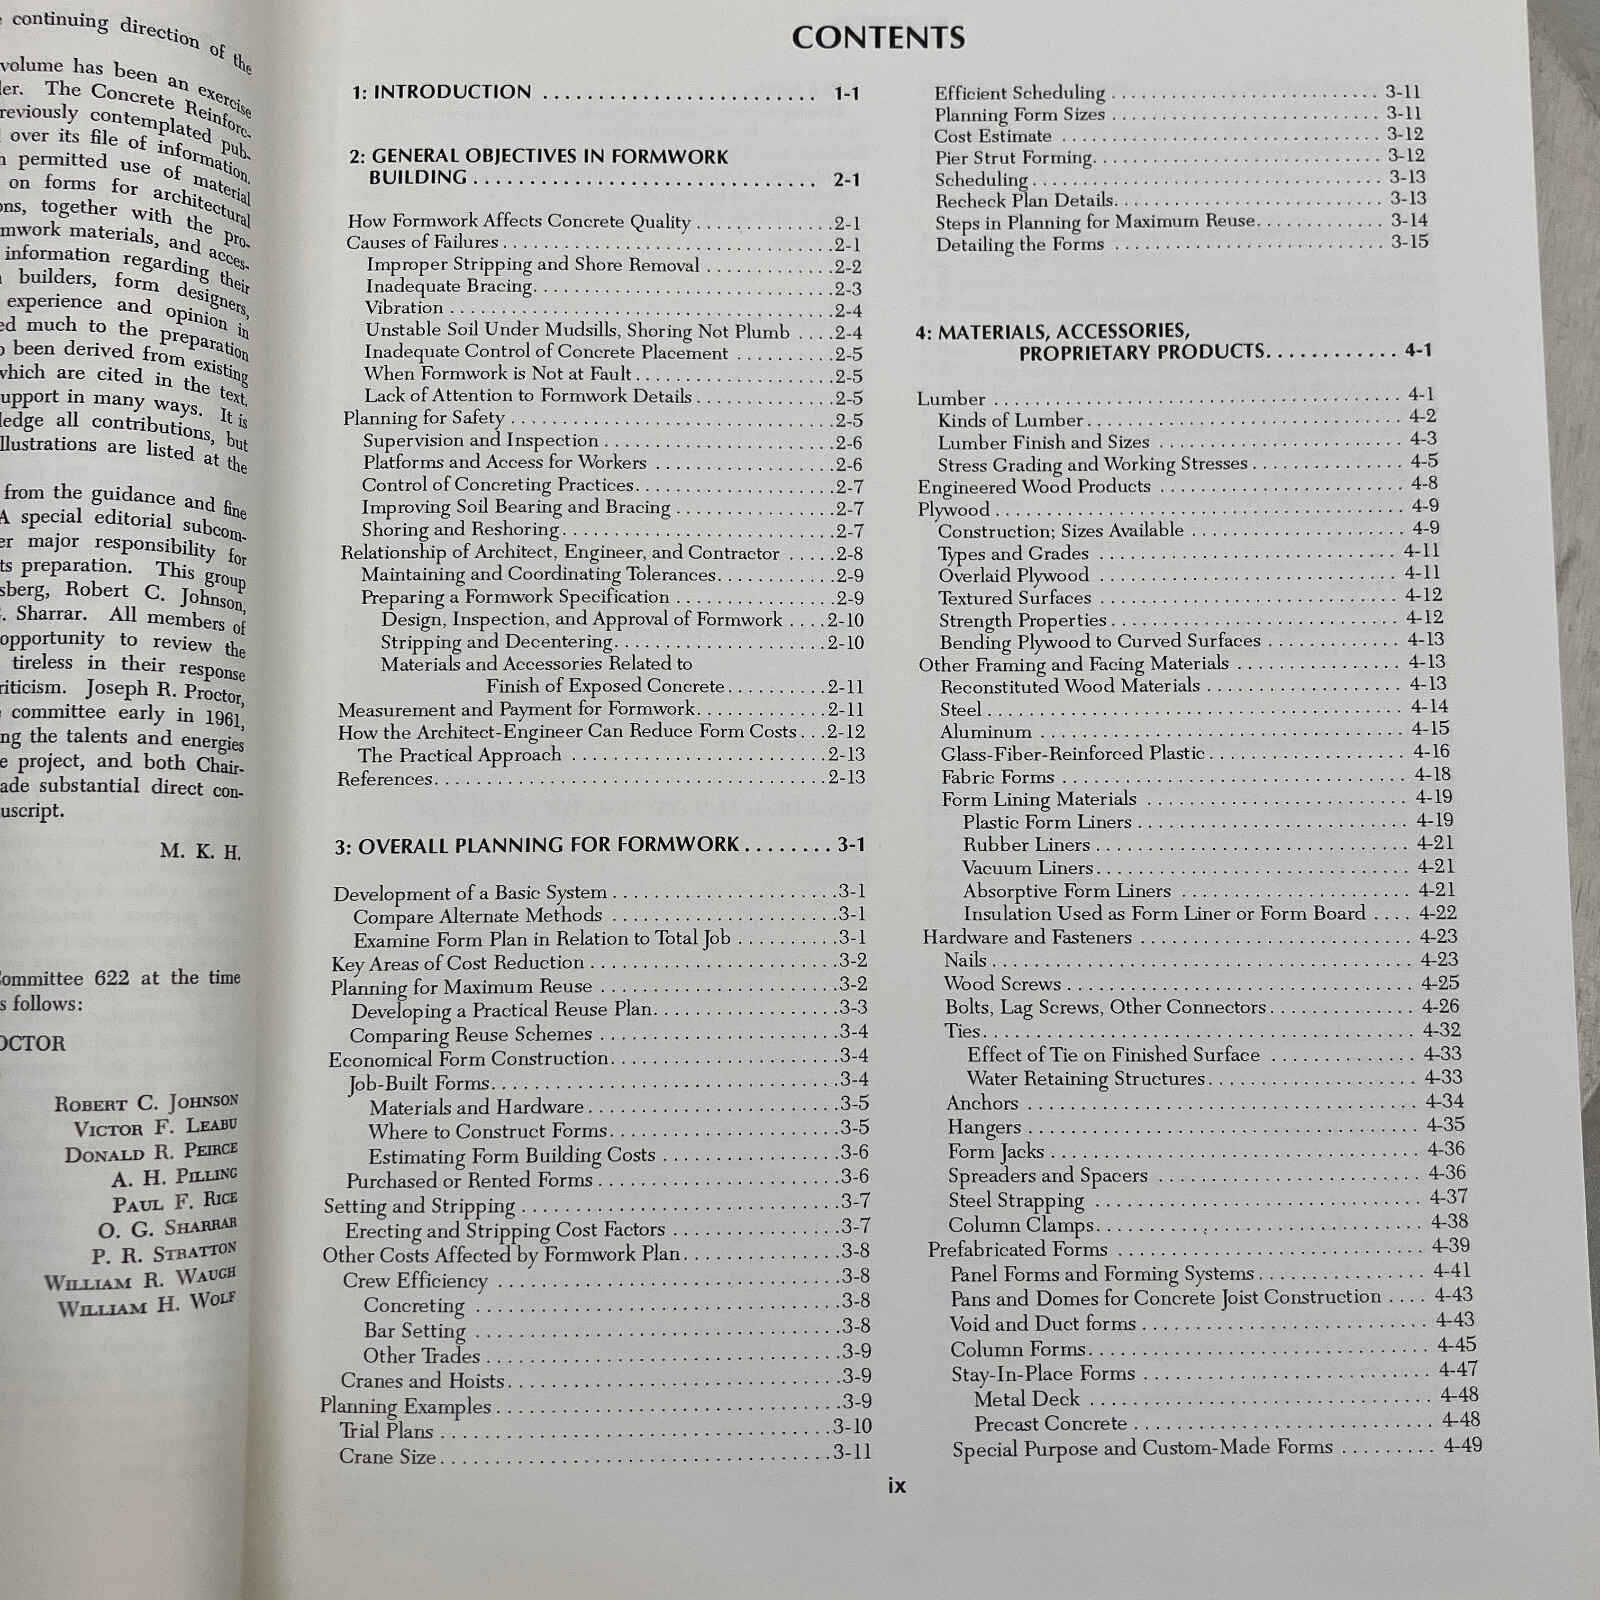 continuing direction of the
volume has been an exercise
The Concrete Reinforc-
reviously contemplated pub-
over its file of information.
permitted use of material
on forms for architectural
ons, together with the pro-
mwork materials, and acces-
information regarding their
builders, form designers,
experience and opinion in
ed much to the preparation
been derived from existing
which are cited in the text.
upport in many ways. It is
ledge all contributions, but
llustrations are listed at the
from the guidance and fine
A special editorial subcom-
er major responsibility for
ts preparation. This group
sberg, Robert C. Johnson,
. Sharrar. All members of
opportunity to review the
tireless in their response
riticism. Joseph R. Proctor,
committee early in 1961,
ng the talents and energies
e project, and both Chair-
ade substantial direct con-
uscript.
M. K. H.
ommittee 622 at the time
s follows:
OCTOR
ROBERT C. JOHNSON
VICTOR F. LEABU
DONALD R. PEIRCE
A. H. PILLING
PAUL F. RICE
O. G. SHARRAR
P. R. STRATTON
WILLIAM R. WAUGH
WILLIAM H. WOLF
CONTENTS
1: INTRODUCTION ........................ 1-1
2: GENERAL OBJECTIVES IN FORMWORK
BUILDING .............................. 2-1
How Formwork Affects Concrete Quality ............. 2-1
Causes of Failures ............................. 2-1
Improper Stripping and Shore Removal ............ 2-2
Inadequate Bracing........................... 2-3
Vibration .................................. 2-4
Unstable Soil Under Mudsills, Shoring Not Plumb .... 2-4
Inadequate Control of Concrete Placement .......... 2-5
When Formwork is Not at Fault .................. 2-5
Lack of Attention to Formwork Details ............. 2-5
Planning for Safety ............................. 2-5
Supervision and Inspection ..................... 2-6
Platforms and Access for Workers ................ 2-6
Control of Concreting Practices.................. 2-7
Improving Soil Bearing and Bracing ............... 2-7
Shoring and Reshoring......................... 2-7
Relationship of Architect, Engineer, and Contractor ..... 2-8
Maintaining and Coordinating Tolerances........... 2-9
Preparing a Formwork Specification ............... 2-9
Design, Inspection, and Approval of Formwork .... 2-10
Stripping and Decentering.................... 2-10
Materials and Accessories Related to
Finish of Exposed Concrete .......... 2-11
Measurement and Payment for Formwork............ 2-11
How the Architect-Engineer Can Reduce Form Costs ... 2-12
The Practical Approach ....................... 2-13
References................................... 2-13
3: OVERALL PLANNING FOR FORMWORK ........ 3-1
Development of a Basic System ..................... 3-1
Compare Alternate Methods ..................... 3-1
Examine Form Plan in Relation to Total Job .......... 3-1
Key Areas of Cost Reduction ....................... 3-2
Planning for Maximum Reuse ...................... 3-2
Developing a Practical Reuse Plan................. 3-3
Comparing Reuse Schemes ...................... 3-4
Economical Form Construction..................... 3-4
Job-Built Forms............................... 3-4
Materials and Hardware ....................... 3-5
Where to Construct Forms..................... 3-5
Estimating Form Building Costs ................ 3-6
Purchased or Rented Forms ...................... 3-6
Setting and Stripping ............................ 3-7
Erecting and Stripping Cost Factors ............... 3-7
Other Costs Affected by Formwork Plan.............. 3-8
Crew Efficiency .............................. 3-8
Concreting ................................ 3-8
Bar Setting ................................ 3-8
Other Trades ............................... 3-9
Cranes and Hoists............................. 3-9
Planning Examples .............................. 3-9
Trial Plans .................................. 3-10
Crane Size................................... 3-11
Efficient Scheduling ......................... 3-11
Planning Form Sizes ......................... 3-11
Cost Estimate .............................. 3-12
Pier Strut Forming........................... 3-12
Scheduling ................................. 3-13
Recheck Plan Details......................... 3-13
Steps in Planning for Maximum Reuse............ 3-14
Detailing the Forms ......................... 3-15
4: MATERIALS, ACCESSORIES,
PROPRIETARY PRODUCTS............ 4-1
Lumber ..................................... 4-1
Kinds of Lumber ............................ 4-2
Lumber Finish and Sizes ...................... 4-3
Stress Grading and Working Stresses ............. 4-5
Engineered Wood Products ..................... 4-8
Plywood .................................... 4-9
Construction; Sizes Available ................... 4-9
Types and Grades ........................... 4-11
Overlaid Plywood ........................... 4-11
Textured Surfaces ........................... 4-12
Strength Properties .......................... 4-12
Bending Plywood to Curved Surfaces ............ 4-13
Other Framing and Facing Materials .............. 4-13
Reconstituted Wood Materials ................. 4-13
Steel ..................................... 4-14
Aluminum ................................ 4-15
Glass-Fiber-Reinforced Plastic ................. 4-16
Fabric Forms .............................. 4-18
Form Lining Materials ....................... 4-19
Plastic Form Liners ........................ 4-19
Rubber Liners ............................ 4-21
Vacuum Liners............................ 4-21
Absorptive Form Liners ..................... 4-21
Insulation Used as Form Liner or Form Board .... 4-22
Hardware and Fasteners ....................... 4-23
Nails ..................................... 4-23
Wood Screws .............................. 4-25
Bolts, Lag Screws, Other Connectors ............ 4-26
Ties...................................... 4-32
Effect of Tie on Finished Surface .............. 4-33
Water Retaining Structures................... 4-33
Anchors .................................. 4-34
Hangers .................................. 4-35
Form Jacks ................................ 4-36
Spreaders and Spacers ....................... 4-36
Steel Strapping ............................. 4-37
Column Clamps............................. 4-38
Prefabricated Forms .......................... 4-39
Panel Forms and Forming Systems .............. 4-41
Pans and Domes for Concrete Joist Construction .... 4-43
Void and Duct forms ........................ 4-43
Column Forms............................. 4-45
Stay-In-Place Forms ......................... 4-47
Metal Deck .............................. 4-48
Precast Concrete .......................... 4-48
Special Purpose and Custom-Made Forms ......... 4-49
ix